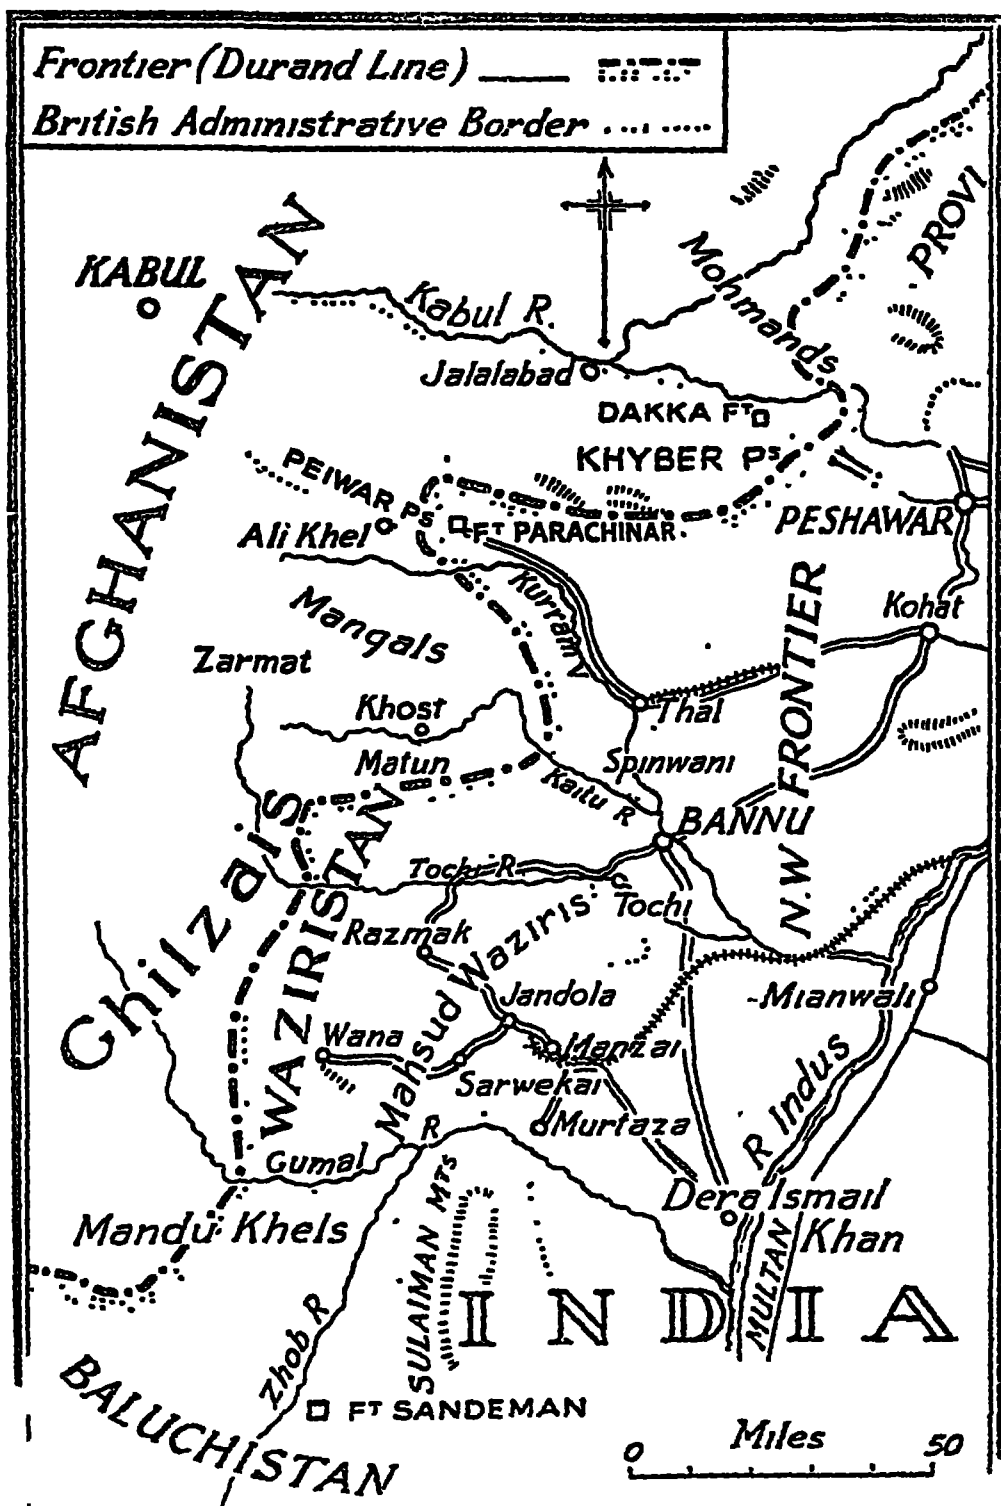 Frontier (Durand Line)
British Administrative Border
KABUL
AFGHANISTAN
Kabul R.
Mohmands
PROVI
Jalalabad
DAKKA FT
KHYBER PS
PEIWAR PS
FT PARACHINAR.
PESHAWAR
Ali Khel
Mangals
Kurram V
Kohat
Zarmat
N.W FRONTIER
Khost
Thal
Matun
Spinwani
Kaitu R
BANNU
Ghilzais
WAZIRISTAN
Tochi R
Tochi
Razmak
Mahsud Waziris
Jandola
Mianwali
Wana
Manzai
Sarwekai
R Indus
Murtaza
Gumal R
Dera Ismail
Khan
Mandu Khels
SULAIMAN MTS
MULTAN
INDIA
Zhob R
FT SANDEMAN
BALUCHISTAN
Miles
0 50